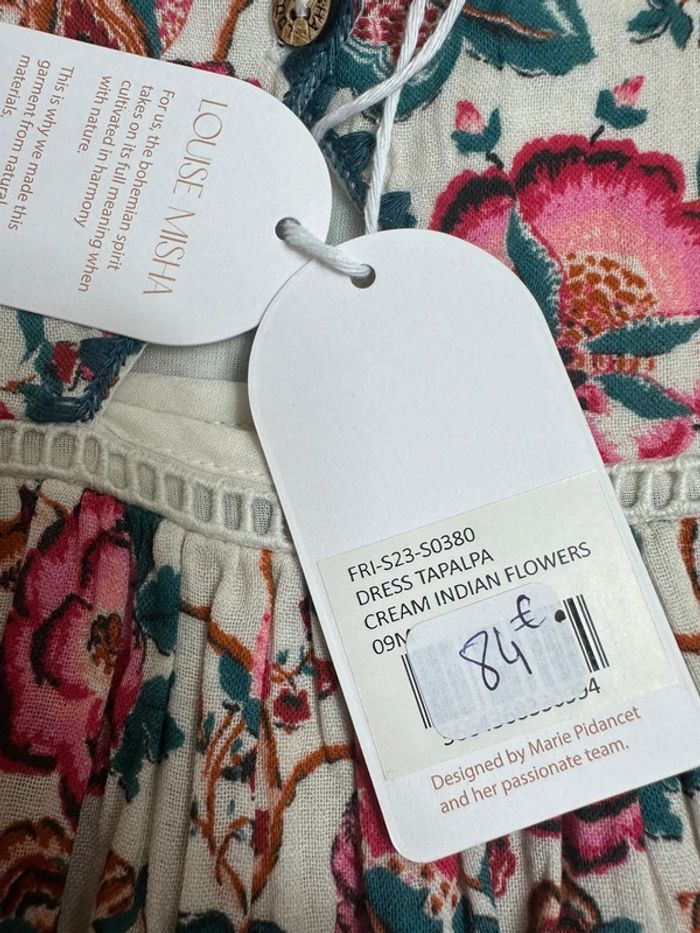 LOUISE MISHA
For us, the bohemian spirit
takes on its full meaning when
cultivated in harmony
with nature.
This is why we made this
garment from natural
materials.
FRI-S23-S0380
DRESS TAPALPA
CREAM INDIAN FLOWERS
09M
84€
Designed by Marie Pidancet
and her passionate team.